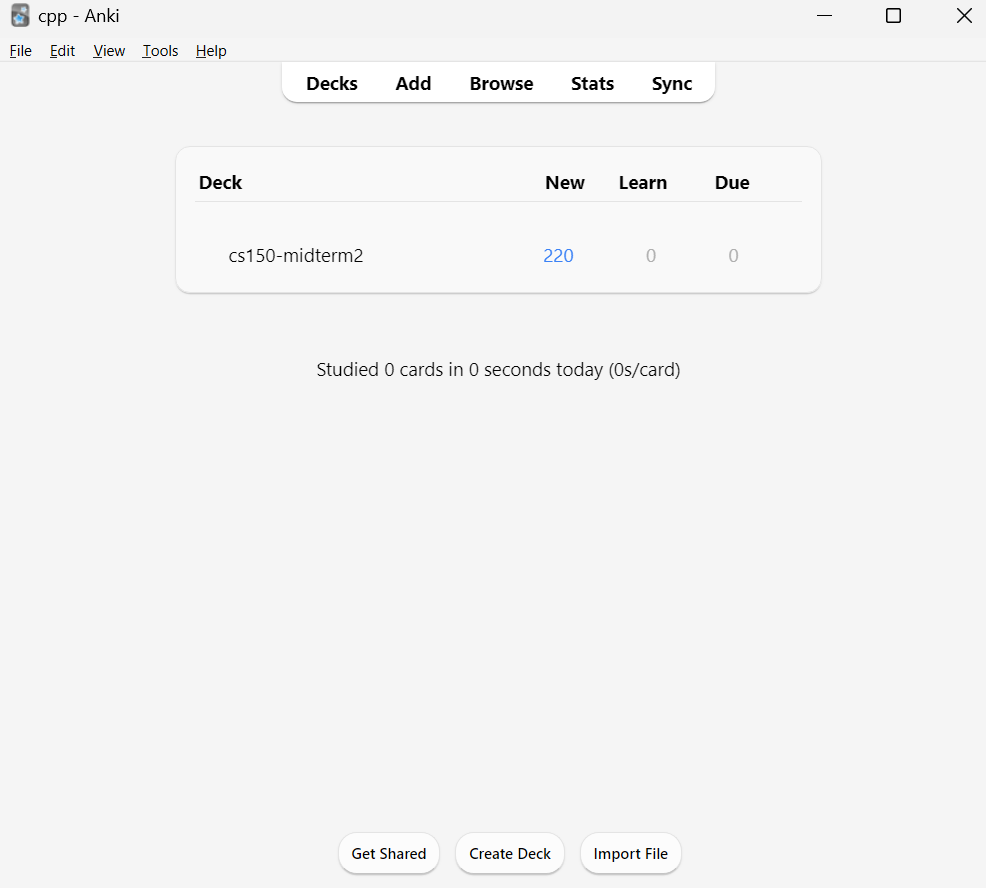 cpp - Anki
File Edit View Tools Help
Decks Add Browse Stats Sync
Deck New Learn Due
cs150-midterm2 220 0 0
Studied 0 cards in 0 seconds today (0s/card)
Get Shared Create Deck Import File